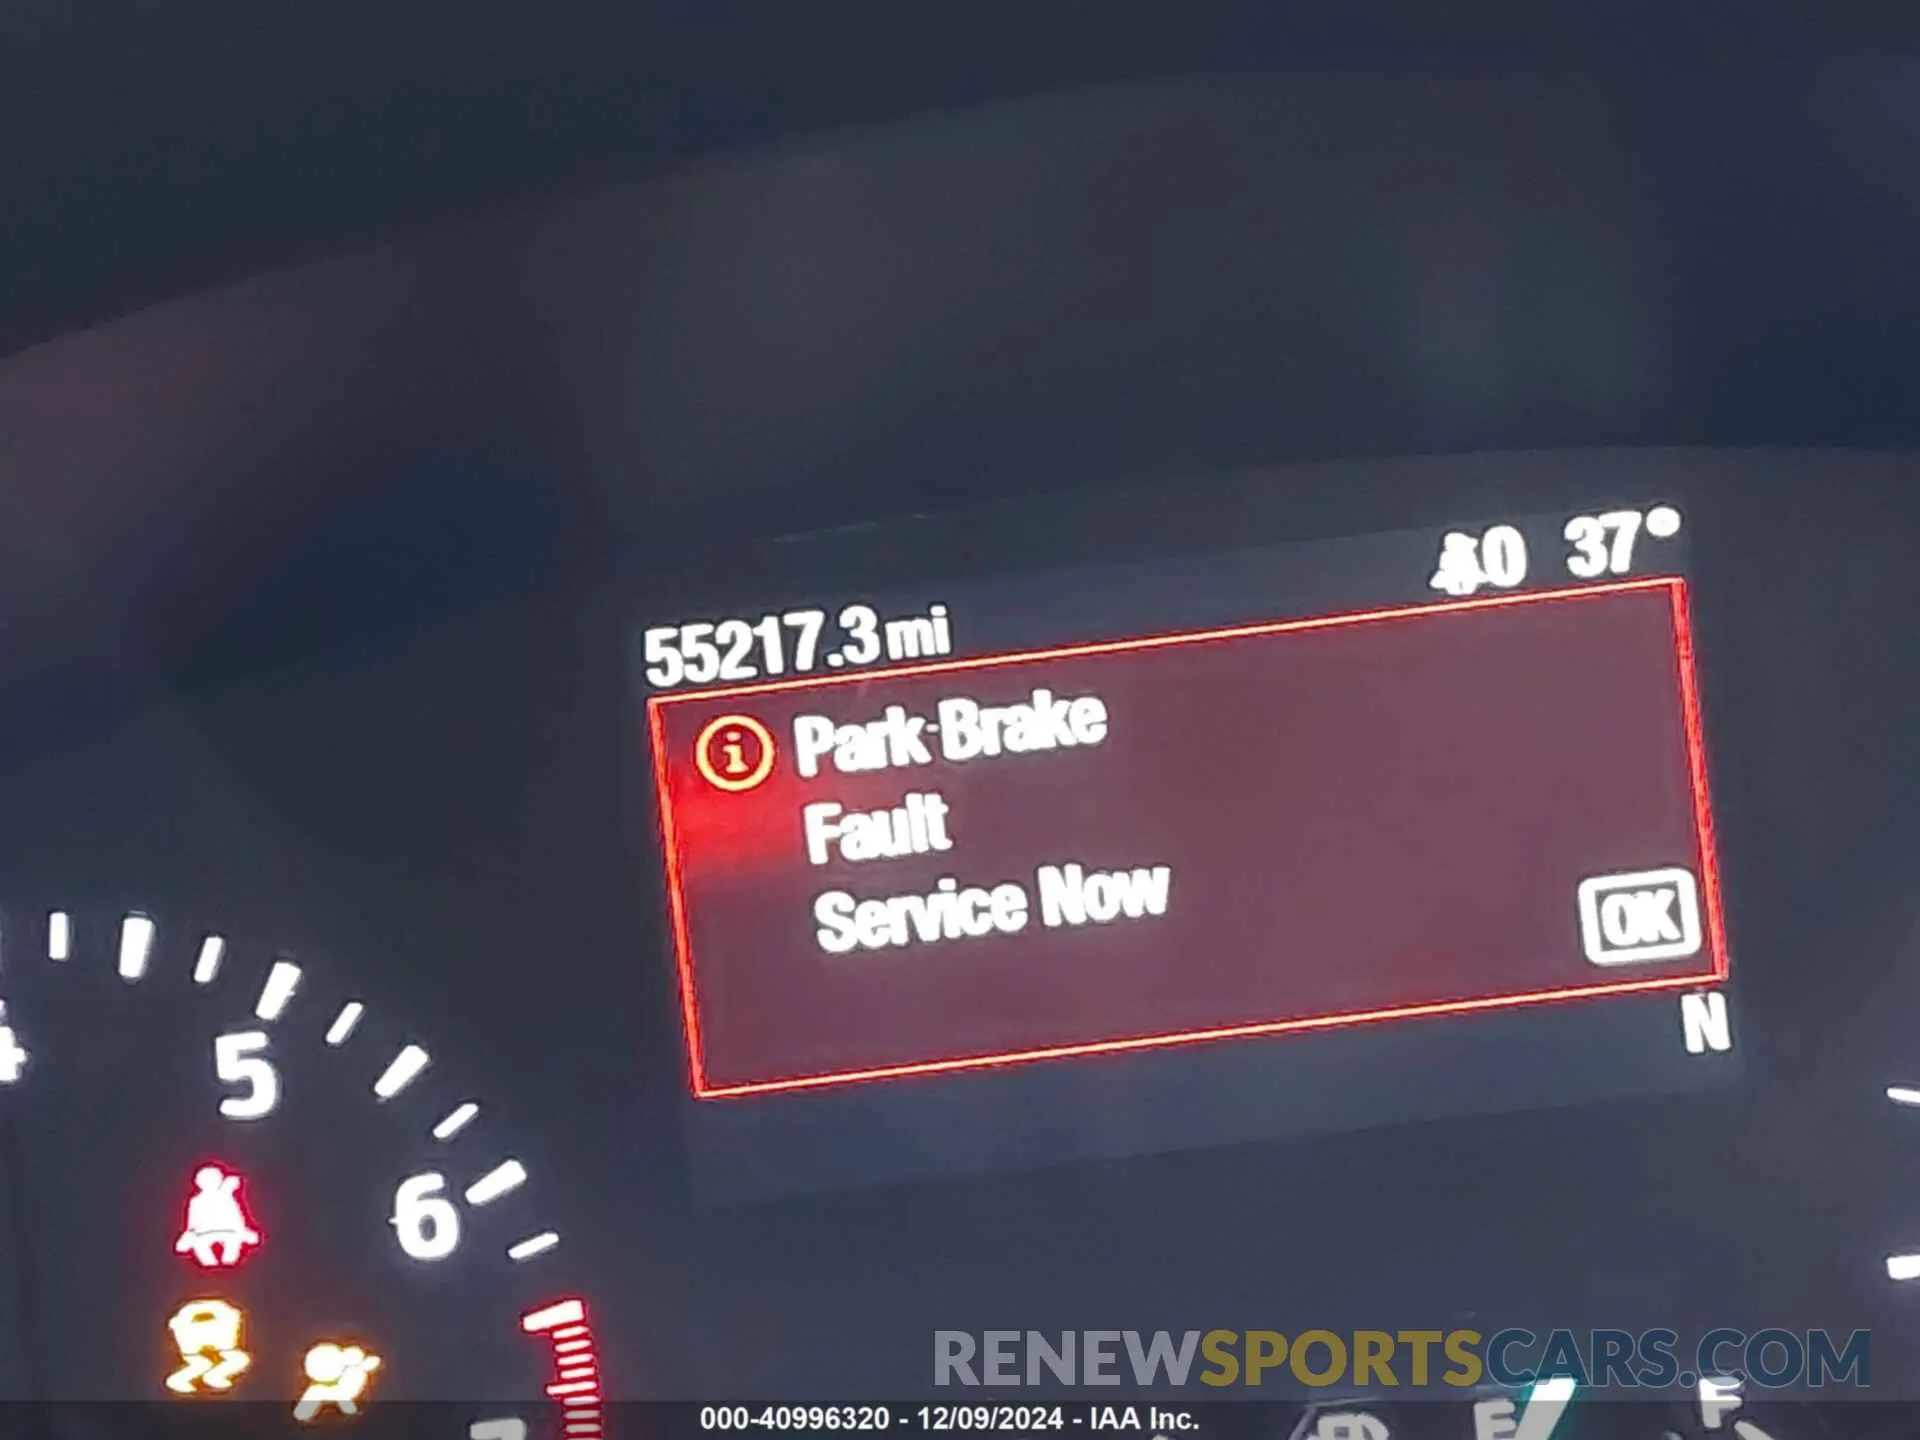 0 37°
55217.3 mi
Park Brake
Fault
Service Now
OK
N
5
6
RENEWSPORTSCARS.COM
E
F
000-40996320 - 12/09/2024 - IAA Inc.